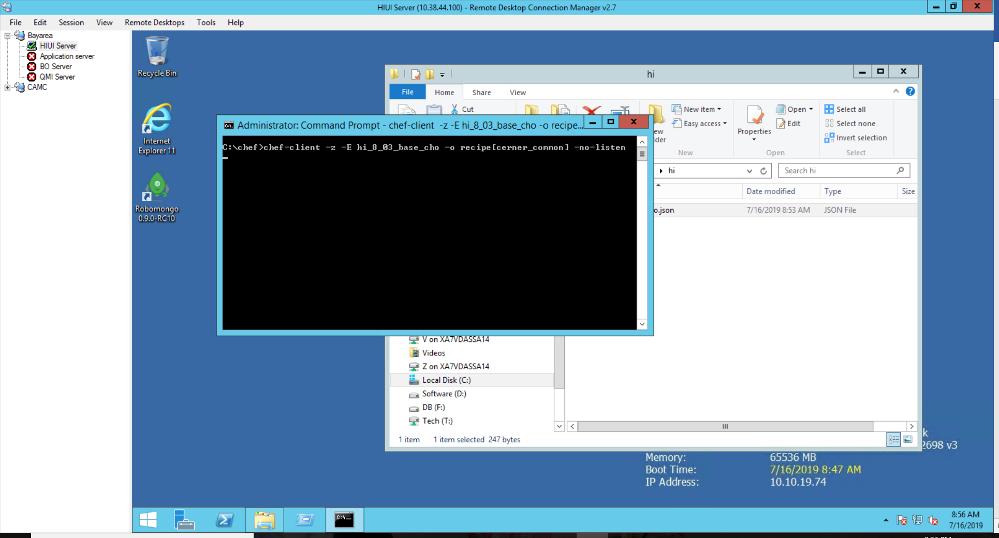 HIUI Server (10.38.44.100) - Remote Desktop Connection Manager v2.7
File Edit Session View Remote Desktops Tools Help
Bayarea
HIUI Server
Application server
BO Server
QMI Server
CAMC
Recycle Bin
Internet
Explorer 11
Robomongo
0.9.0-RC10
hi
File Home Share View
Cut
New item
Easy access
Properties
Open
Edit
Select all
Select none
Invert selection
New
Open
Select
hi
Search hi
Date modified Type Size
o.json 7/16/2019 8:53 AM JSON File
Administrator: Command Prompt - chef-client -z -E hi_8_03_base_cho -o recipe...
C:\chef>chef-client -z -E hi_8_03_base_cho -o recipe[cerner_common] -no-listen
V on XA7VDASSA14
Videos
Z on XA7VDASSA14
Local Disk (C:)
Software (D:)
DB (F:)
Tech (T:)
1 item 1 item selected 247 bytes
k
2698 v3
Memory: 65536 MB
Boot Time: 7/16/2019 8:47 AM
IP Address: 10.10.19.74
8:56 AM
7/16/2019